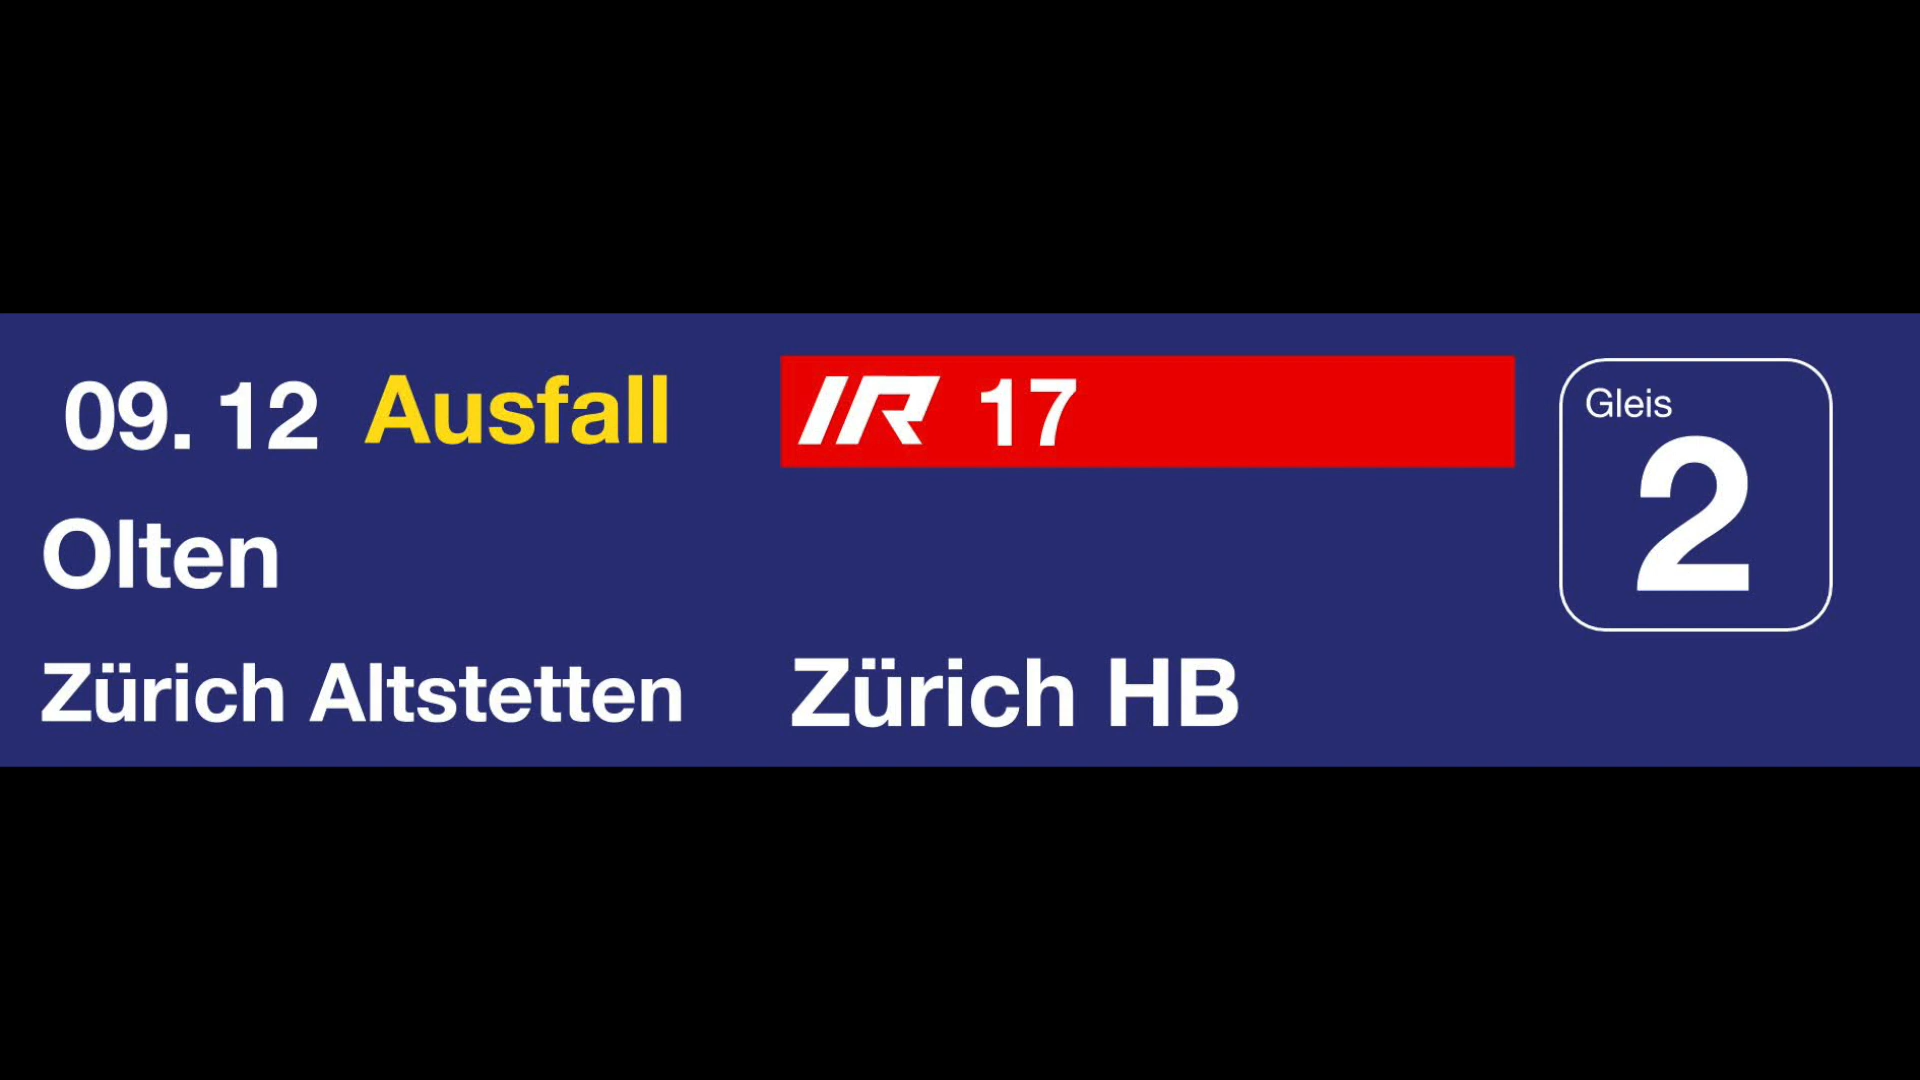 09. 12 Ausfall IR 17
Gleis
2
Olten
Zürich Altstetten Zürich HB